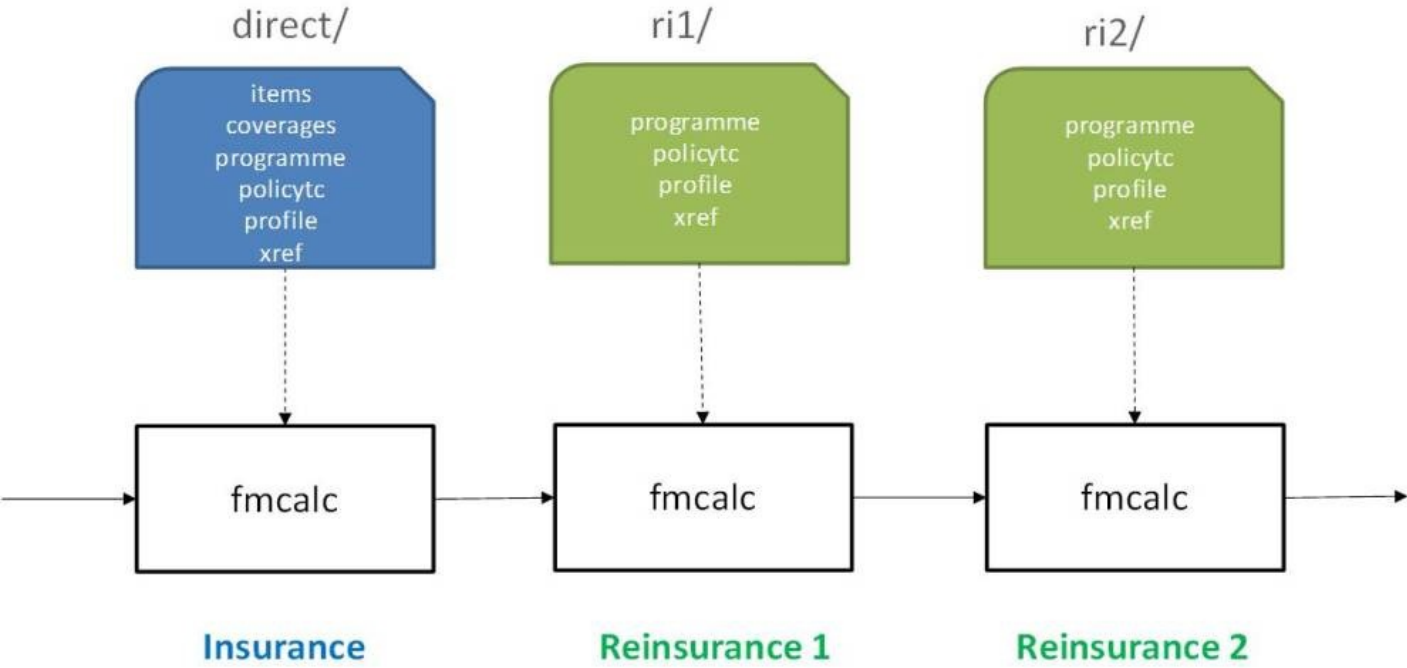 direct/
items
coverages
programme
policytc
profile
xref
ri1/
programme
policytc
profile
xref
ri2/
programme
policytc
profile
xref
fmcalc
fmcalc
fmcalc
Insurance
Reinsurance 1
Reinsurance 2